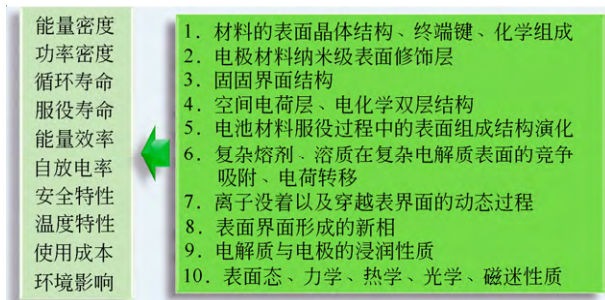 能量密度
功率密度
循环寿命
服役寿命
能量效率
自放电率
安全特性
温度特性
使用成本
环境影响
1. 材料的表面晶体结构、终端键、化学组成
2. 电极材料纳米级表面修饰层
3. 固固界面结构
4. 空间电荷层、电化学双层结构
5. 电池材料服役过程中的表面组成结构演化
6. 复杂熔剂、溶质在复杂电解质表面的竞争
吸附、电荷转移
7. 离子沿着以及穿越表界面的动态过程
8. 表面界面形成的新相
9. 电解质与电极的浸润性质
10. 表面态、力学、热学、光学、磁迷性质